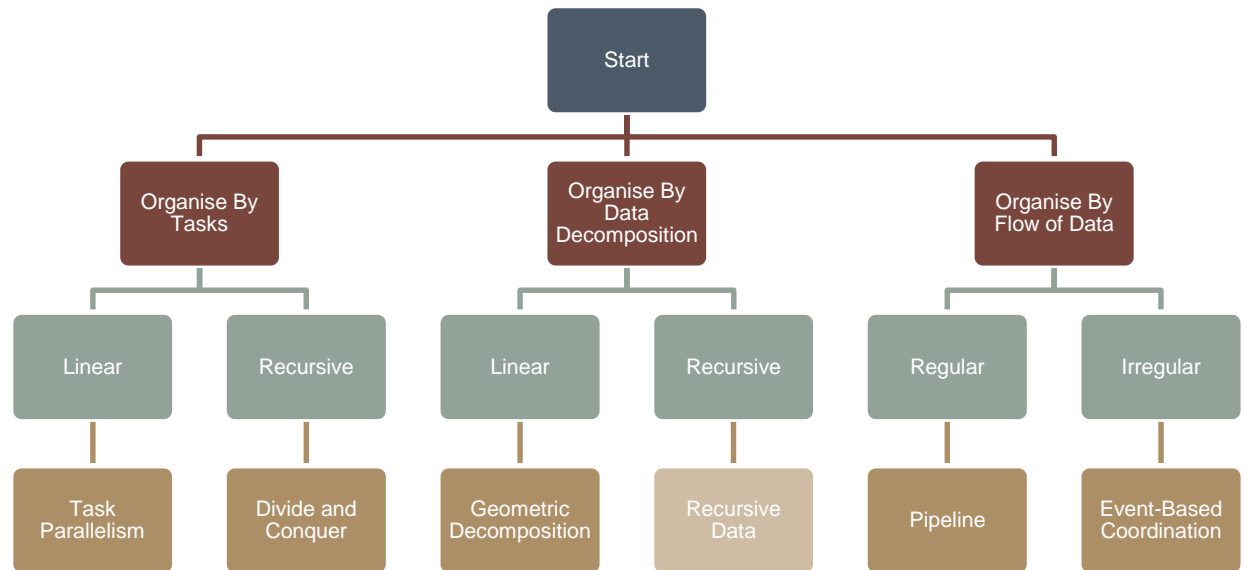 Start
Organise By
Tasks
Organise By
Data
Decomposition
Organise By
Flow of Data
Linear
Recursive
Linear
Recursive
Regular
Irregular
Task
Parallelism
Divide and
Conquer
Geometric
Decomposition
Recursive
Data
Pipeline
Event-Based
Coordination